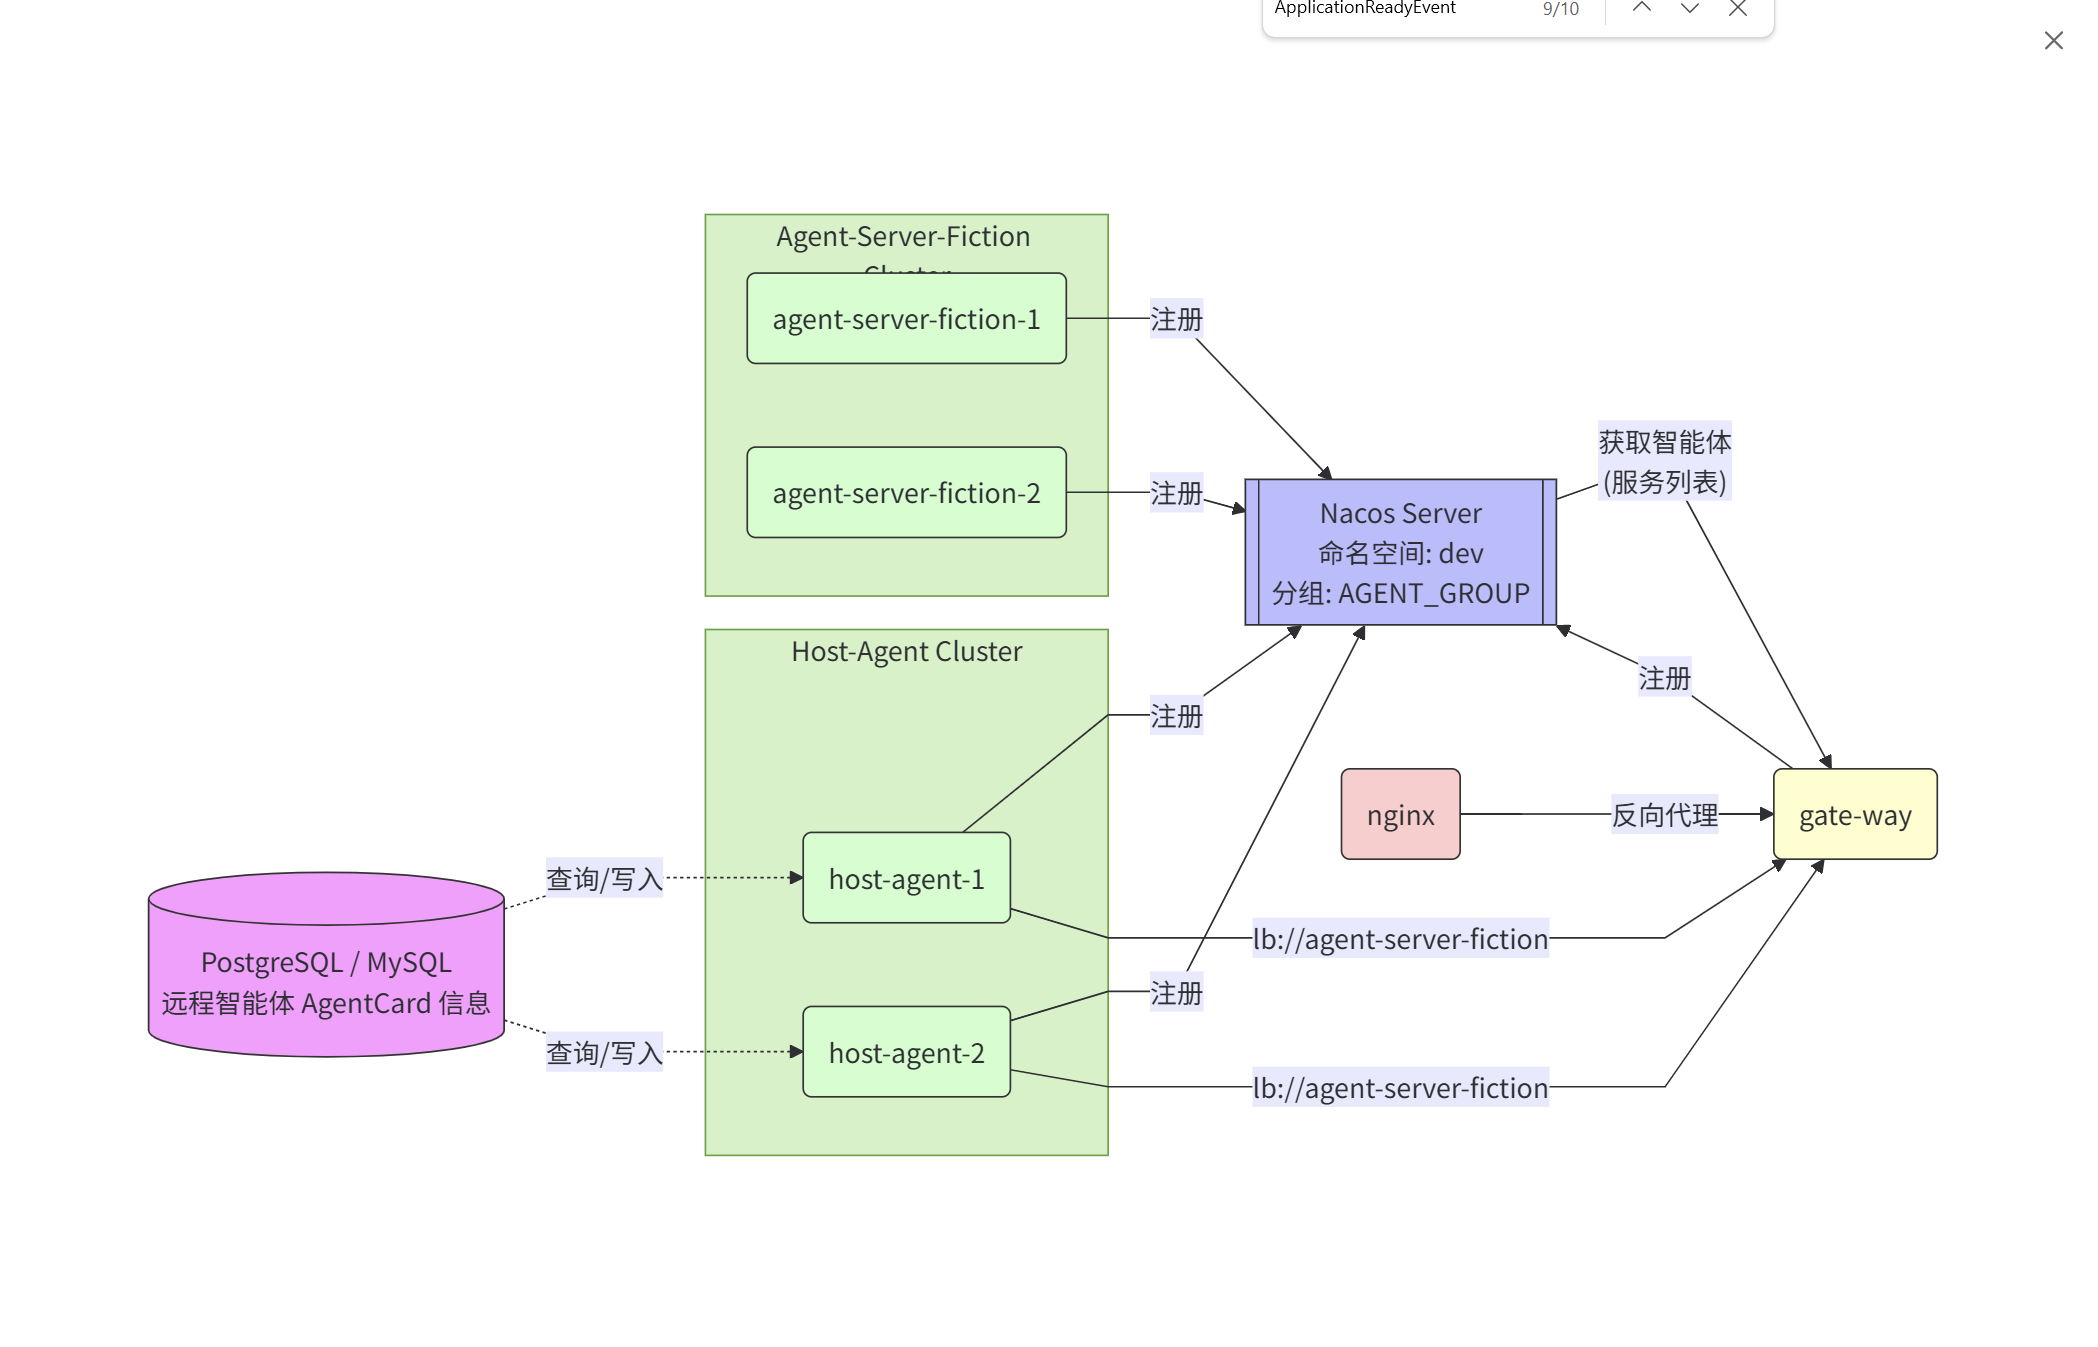 ApplicationReadyEvent
9/10
Agent-Server-Fiction
Cluster
agent-server-fiction-1
注册
agent-server-fiction-2
注册
获取智能体
(服务列表)
Nacos Server
命名空间: dev
分组: AGENT_GROUP
Host-Agent Cluster
注册
注册
nginx
反向代理
gate-way
查询/写入
host-agent-1
lb://agent-server-fiction
PostgreSQL / MySQL
远程智能体 AgentCard 信息
注册
查询/写入
host-agent-2
lb://agent-server-fiction